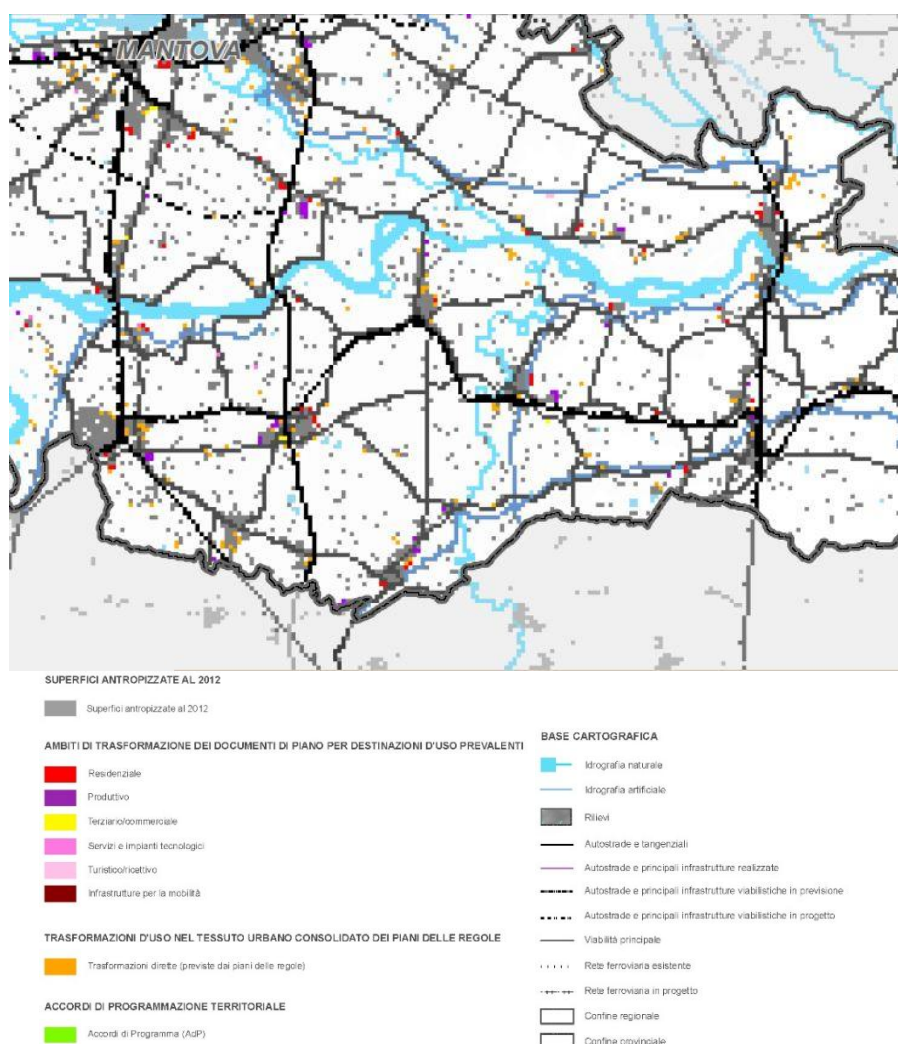 MANTOVA
SUPERFICI ANTROPIZZATE AL 2012
Superfici antropizzate al 2012
AMBITI DI TRASFORMAZIONE DEI DOCUMENTI DI PIANO PER DESTINAZIONI D'USO PREVALENTI
Residenziale
Produttivo
Terziario/commerciale
Servizi e impianti tecnologici
Turistico/ricettivo
Infrastrutture per la mobilità
TRASFORMAZIONI D'USO NEL TESSUTO URBANO CONSOLIDATO DEI PIANI DELLE REGOLE
Trasformazioni dirette (previste dai piani delle regole)
ACCORDI DI PROGRAMMAZIONE TERRITORIALE
Accordi di Programma (AdP)
BASE CARTOGRAFICA
Idrografia naturale
Idrografia artificiale
Rilievi
Autostrade e tangenziali
Autostrade e principali infrastrutture realizzate
Autostrade e principali infrastrutture viabilistiche in previsione
Autostrade e principali infrastrutture viabilistiche in progetto
Viabilità principale
Rete ferroviaria esistente
Rete ferroviaria in progetto
Confine regionale
Confine provinciale